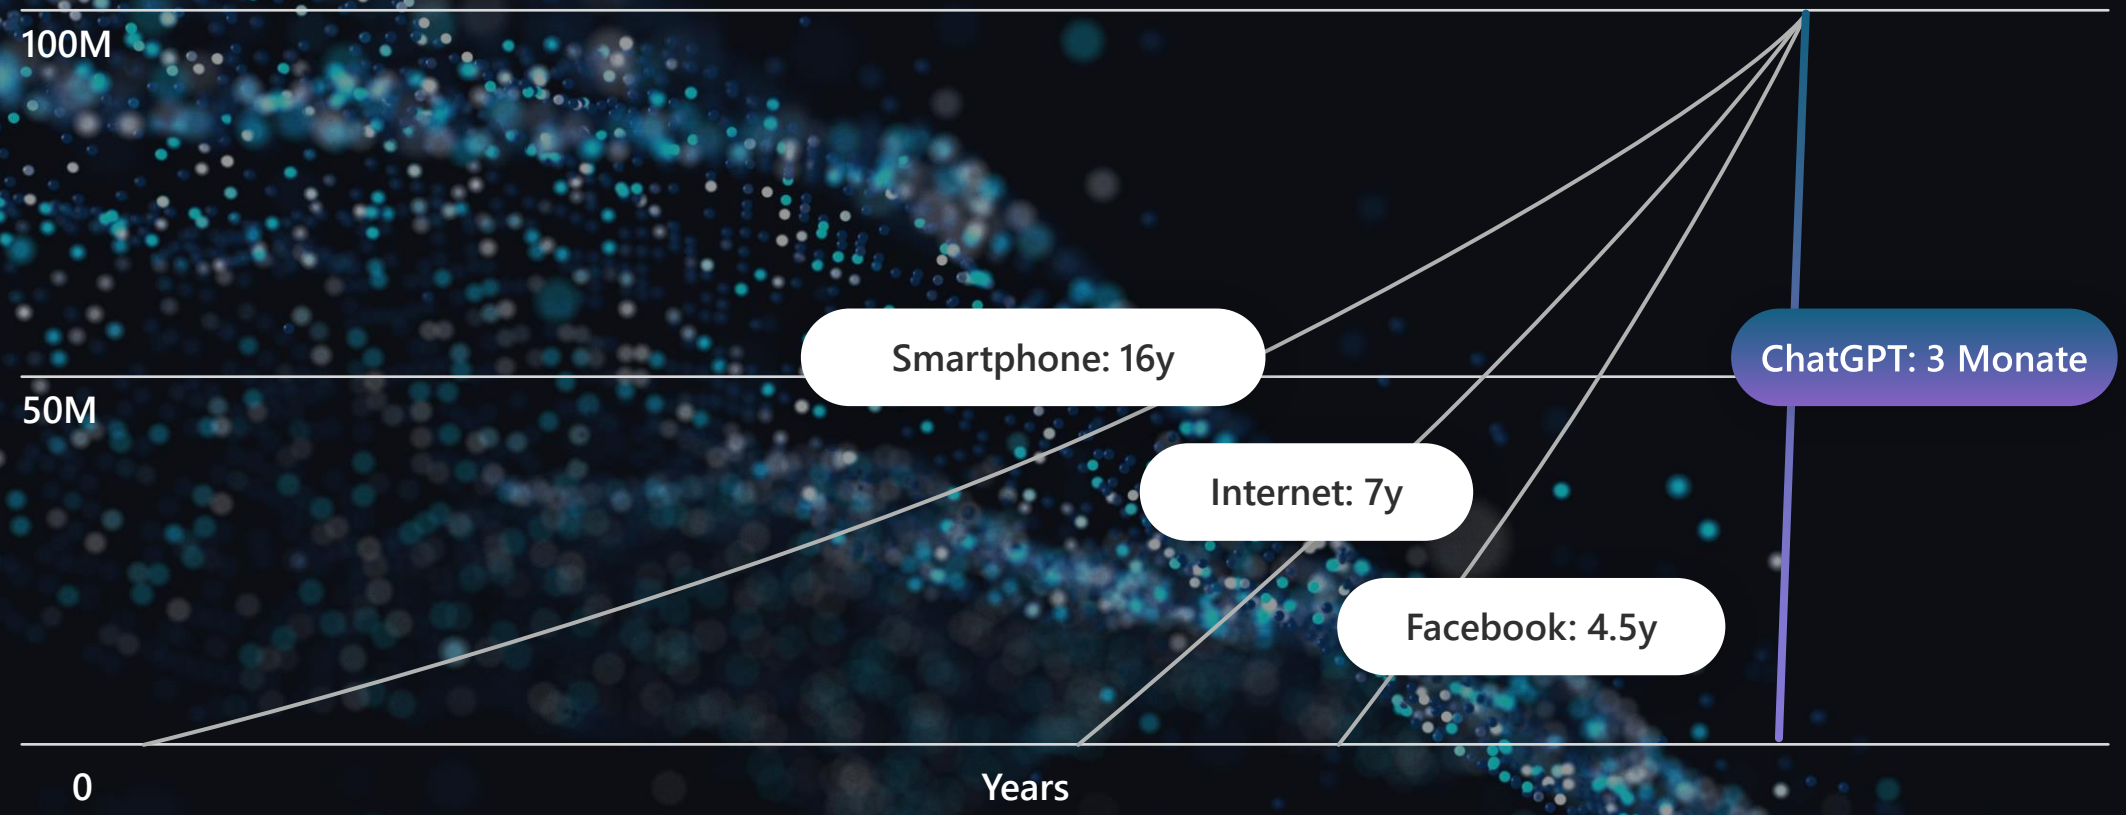 100M
Smartphone: 16y
ChatGPT: 3 Monate
50M
Internet: 7y
Facebook: 4.5y
0
Years